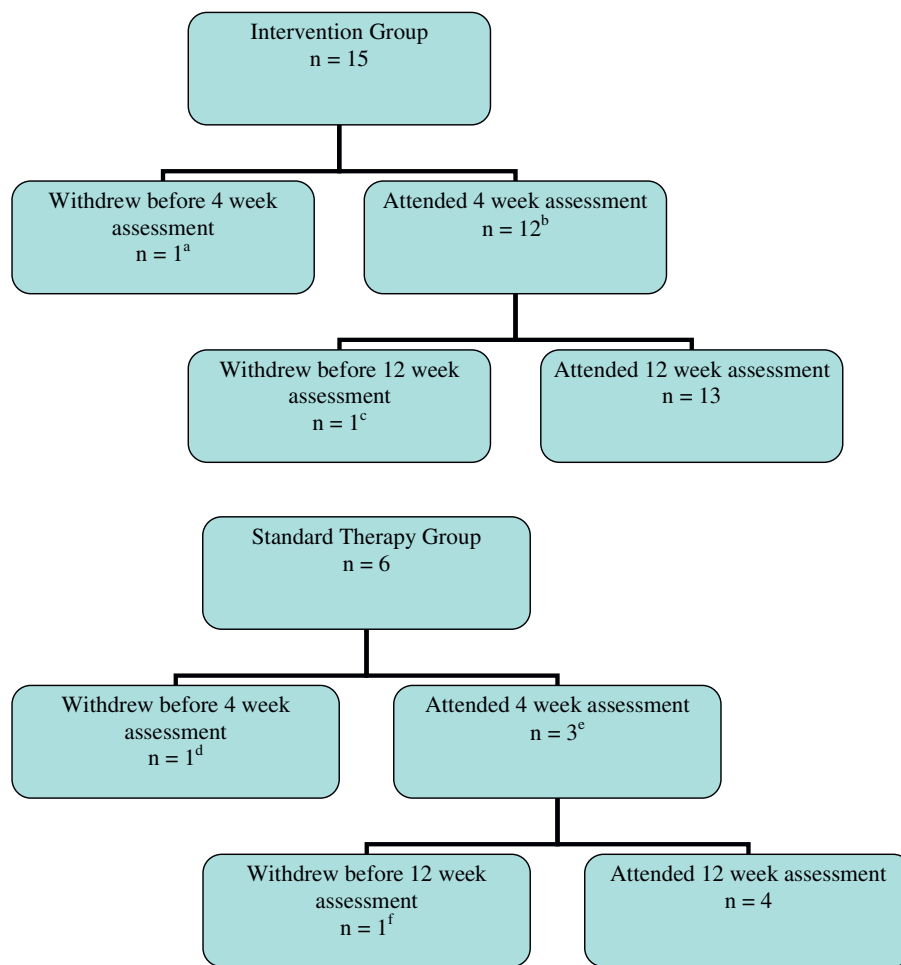 Intervention Group
n = 15
Withdrew before 4 week
assessment
n = 1ᵃ
Attended 4 week assessment
n = 12ᵇ
Withdrew before 12 week
assessment
n = 1ᶜ
Attended 12 week assessment
n = 13
Standard Therapy Group
n = 6
Withdrew before 4 week
assessment
n = 1ᵈ
Attended 4 week assessment
n = 3ᵉ
Withdrew before 12 week
assessment
n = 1ᶠ
Attended 12 week assessment
n = 4